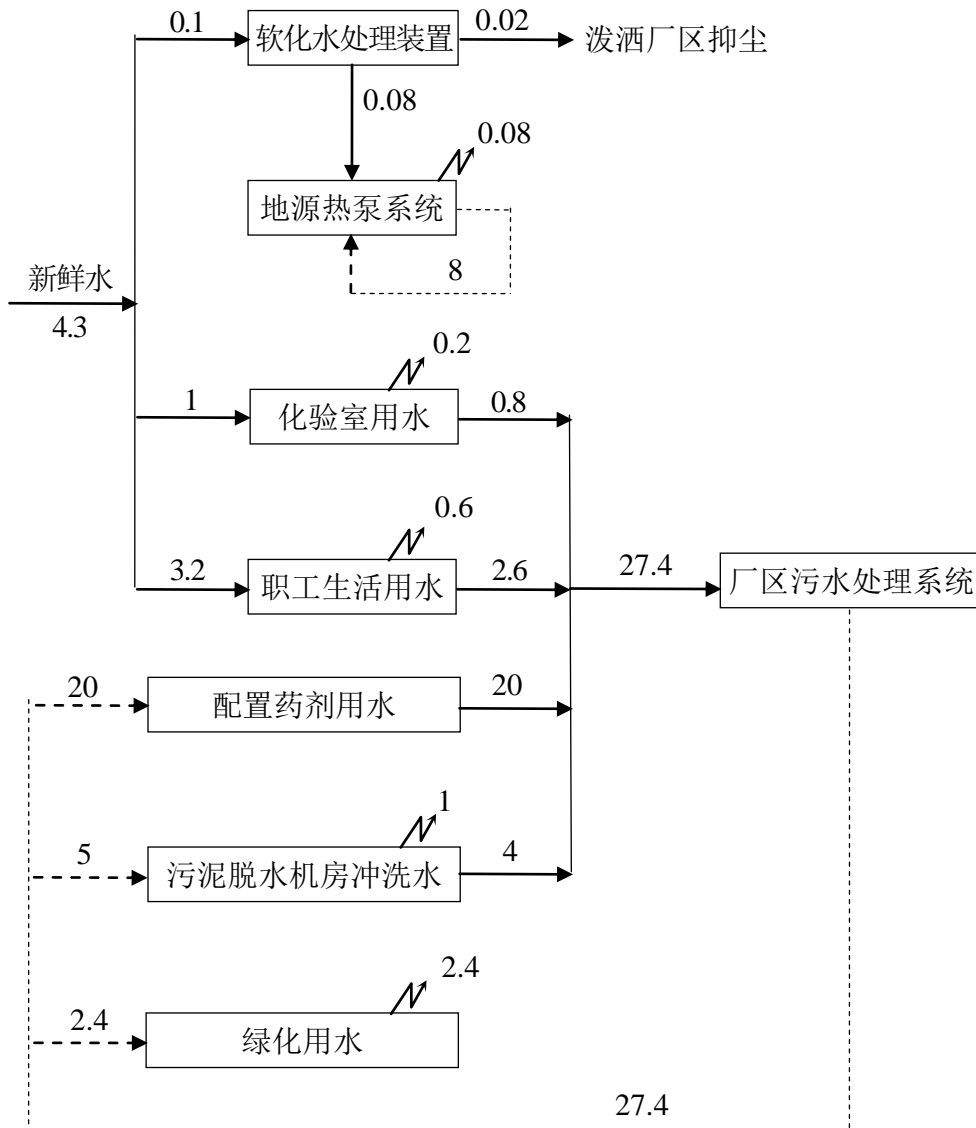 0.1
软化水处理装置
0.02
泼洒厂区抑尘
0.08
0.08
地源热泵系统
8
新鲜水
4.3
0.2
1
化验室用水
0.8
0.6
3.2
职工生活用水
2.6
27.4
厂区污水处理系统
20
配置药剂用水
20
1
5
污泥脱水机房冲洗水
4
2.4
2.4
绿化用水
27.4